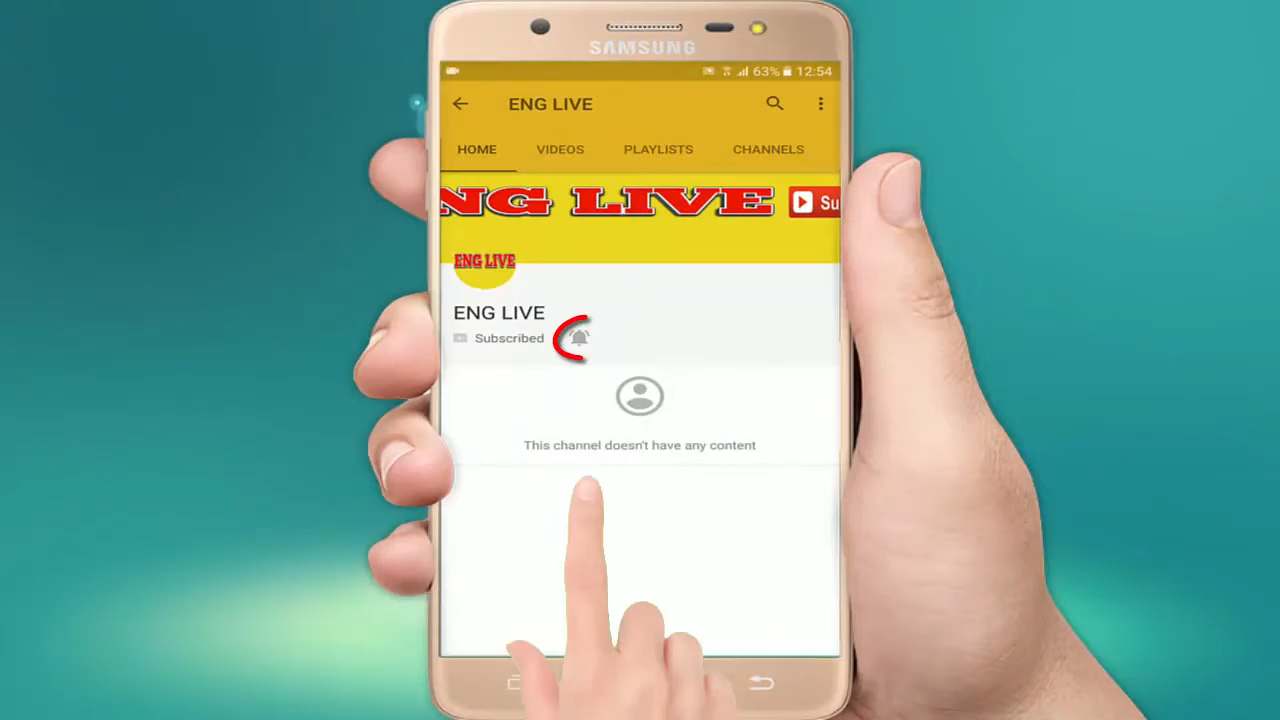 SAMSUNG
63% 12:54
ENG LIVE
HOME VIDEOS PLAYLISTS CHANNELS
NG LIVE Su
ENG LIVE
ENG LIVE
Subscribed
This channel doesn't have any content